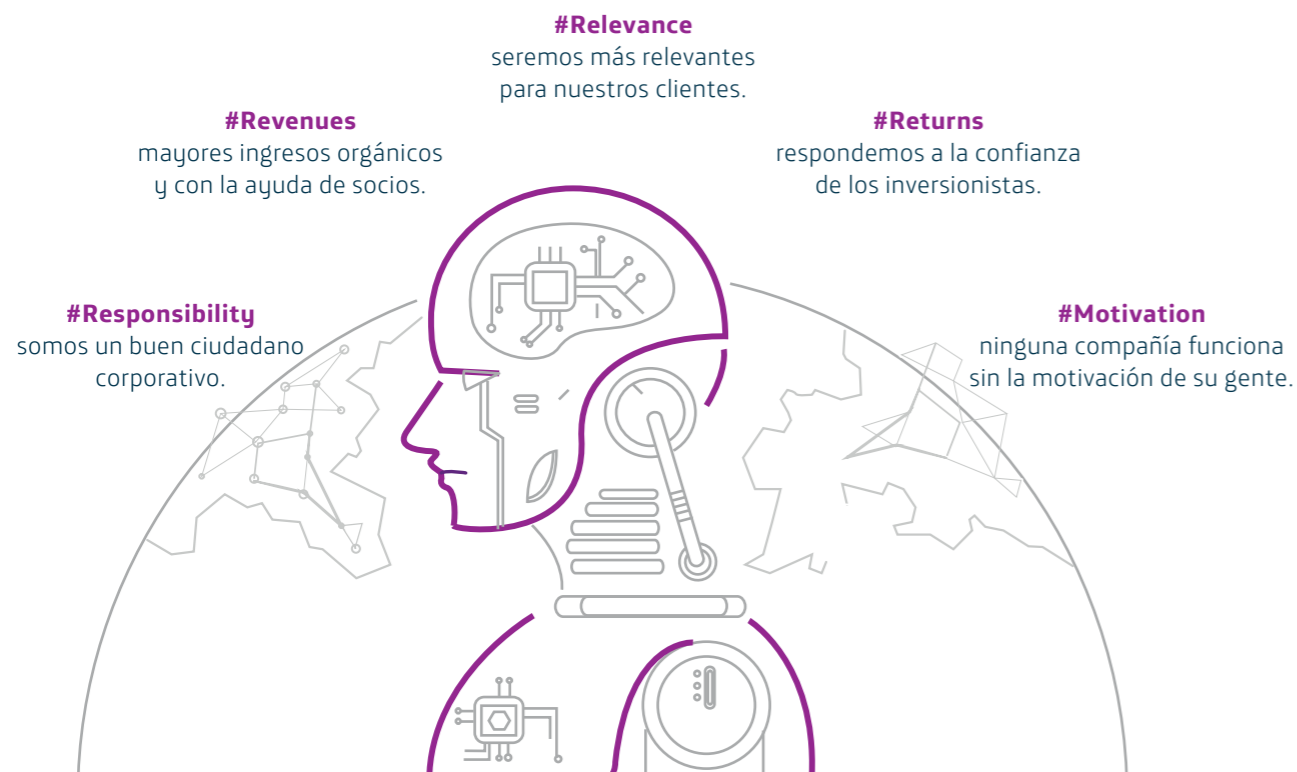 #Relevance
seremos más relevantes
para nuestros clientes.
#Revenues
mayores ingresos orgánicos
y con la ayuda de socios.
#Returns
respondemos a la confianza
de los inversionistas.
#Responsibility
somos un buen ciudadano
corporativo.
#Motivation
ninguna compañía funciona
sin la motivación de su gente.